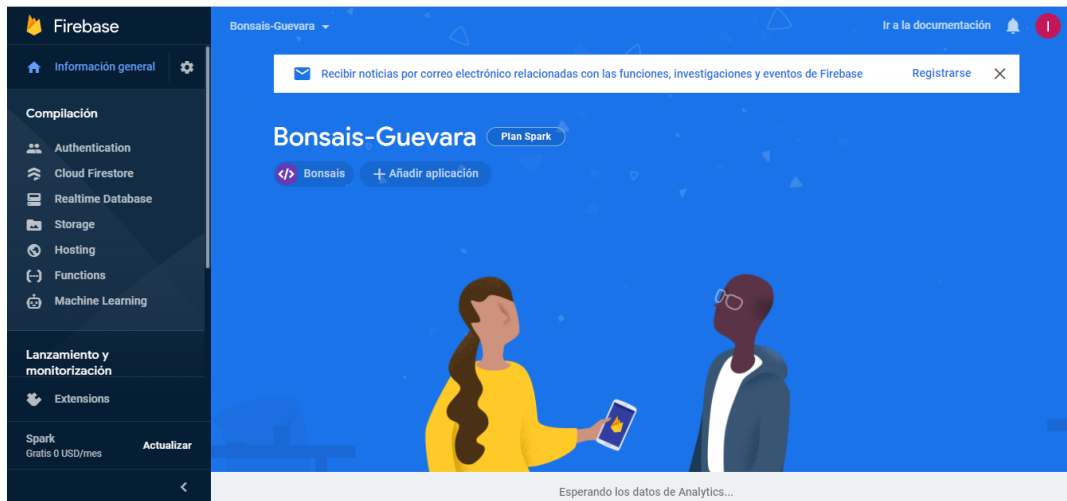 Firebase
Información general
Compilación
Authentication
Cloud Firestore
Realtime Database
Storage
Hosting
Functions
Machine Learning
Lanzamiento y
monitorización
Extensions
Spark
Gratis 0 USD/mes
Actualizar
Bonsais-Guevara
Ir a la documentación
I
Recibir noticias por correo electrónico relacionadas con las funciones, investigaciones y eventos de Firebase
Registrarse
Bonsais-Guevara
Plan Spark
Bonsais
Añadir aplicación
Esperando los datos de Analytics...